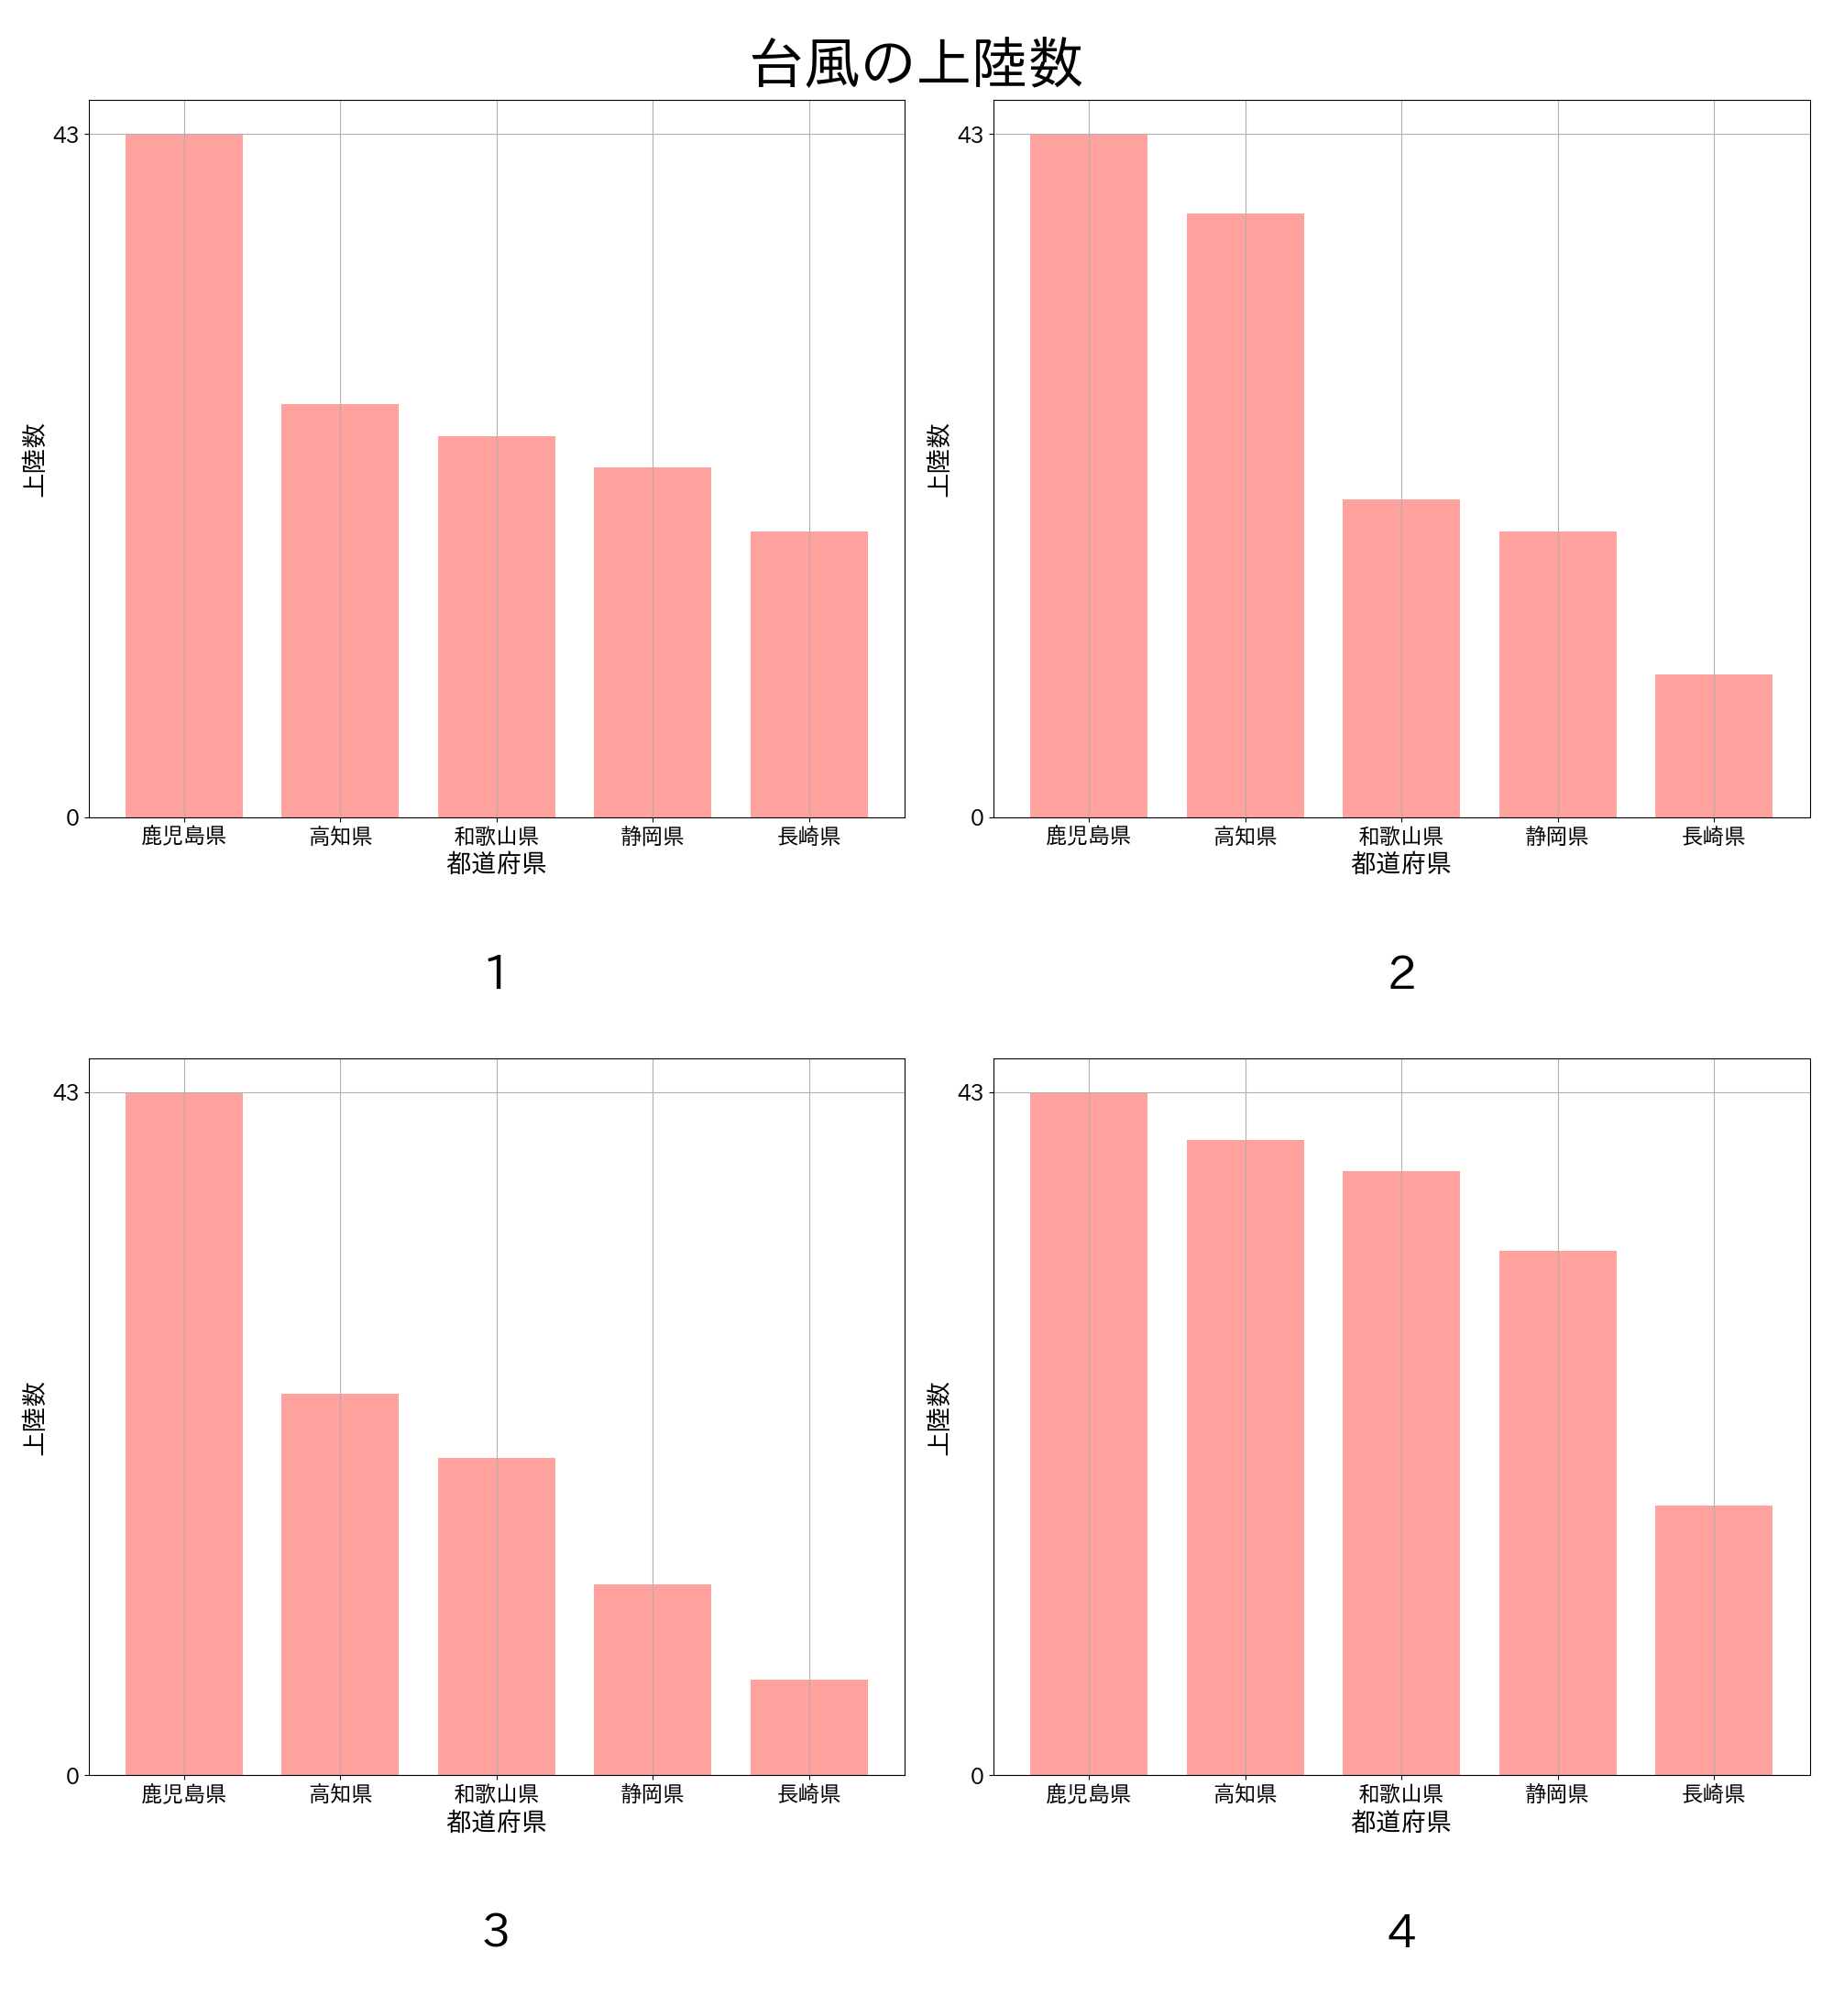 台風の上陸数
43
上陸数
0
鹿児島県 高知県 和歌山県 静岡県 長崎県
都道府県
1
43
上陸数
0
鹿児島県 高知県 和歌山県 静岡県 長崎県
都道府県
2
43
上陸数
0
鹿児島県 高知県 和歌山県 静岡県 長崎県
都道府県
3
43
上陸数
0
鹿児島県 高知県 和歌山県 静岡県 長崎県
都道府県
4